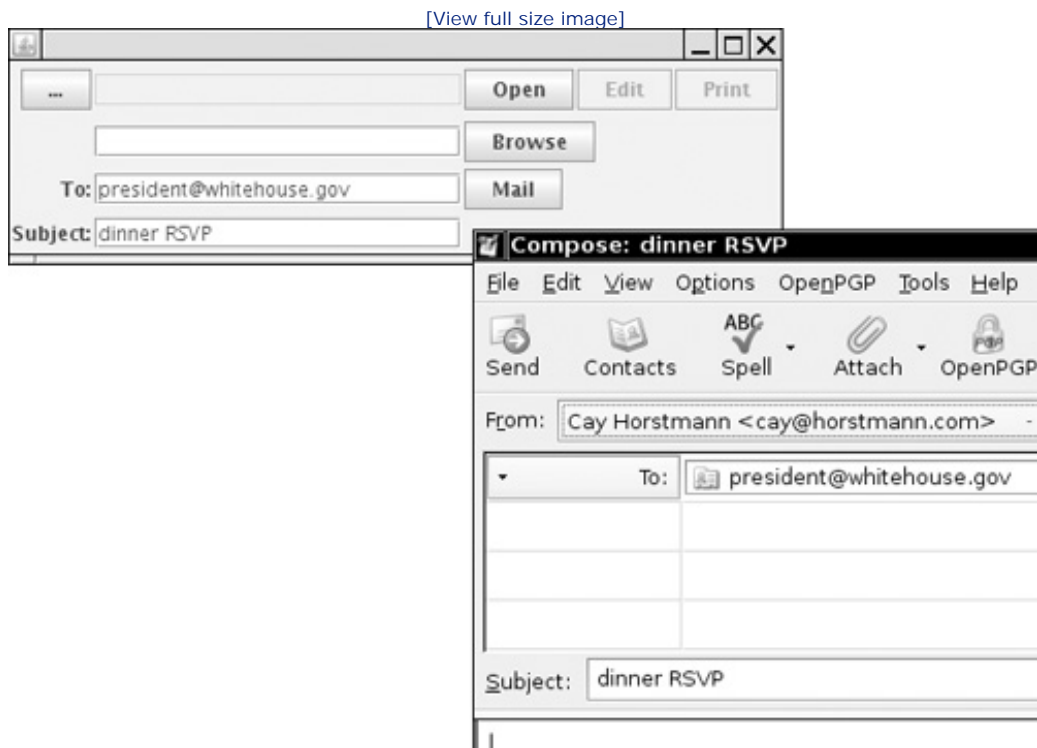 [View full size image]
... Open Edit Print
Browse
To: president@whitehouse.gov Mail
Subject: dinner RSVP
Compose: dinner RSVP
File Edit View Options OpenPGP Tools Help
ABC
PGP
Send Contacts Spell Attach OpenPGP
From: Cay Horstmann <cay@horstmann.com> -
To: president@whitehouse.gov
Subject: dinner RSVP